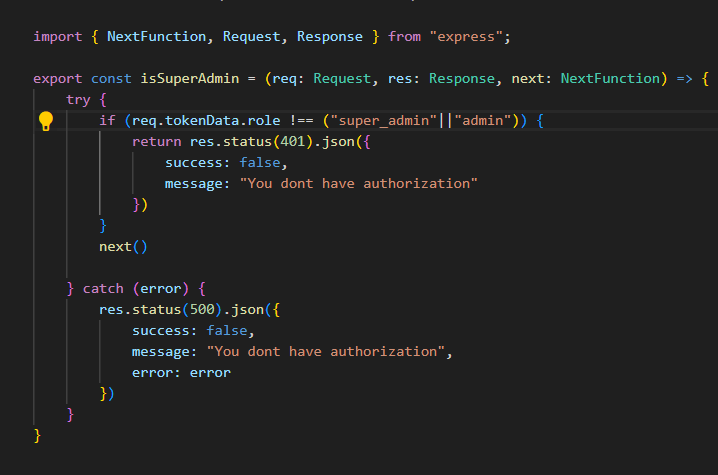 import { NextFunction, Request, Response } from "express";
export const isSuperAdmin = (req: Request, res: Response, next: NextFunction) => {
    try {
        if (req.tokenData.role !== ("super_admin"||"admin")) {
            return res.status(401).json({
                success: false,
                message: "You dont have authorization"
            })
        }
        next()
    } catch (error) {
        res.status(500).json({
            success: false,
            message: "You dont have authorization",
            error: error
        })
    }
}